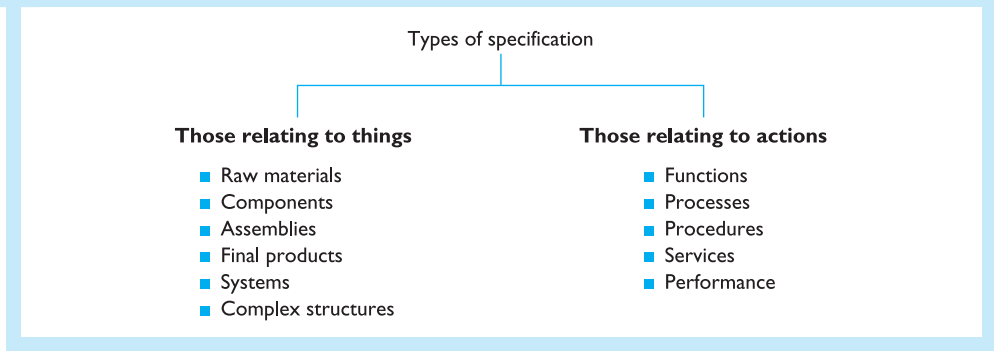 Types of specification
Those relating to things
Raw materials
Components
Assemblies
Final products
Systems
Complex structures
Those relating to actions
Functions
Processes
Procedures
Services
Performance